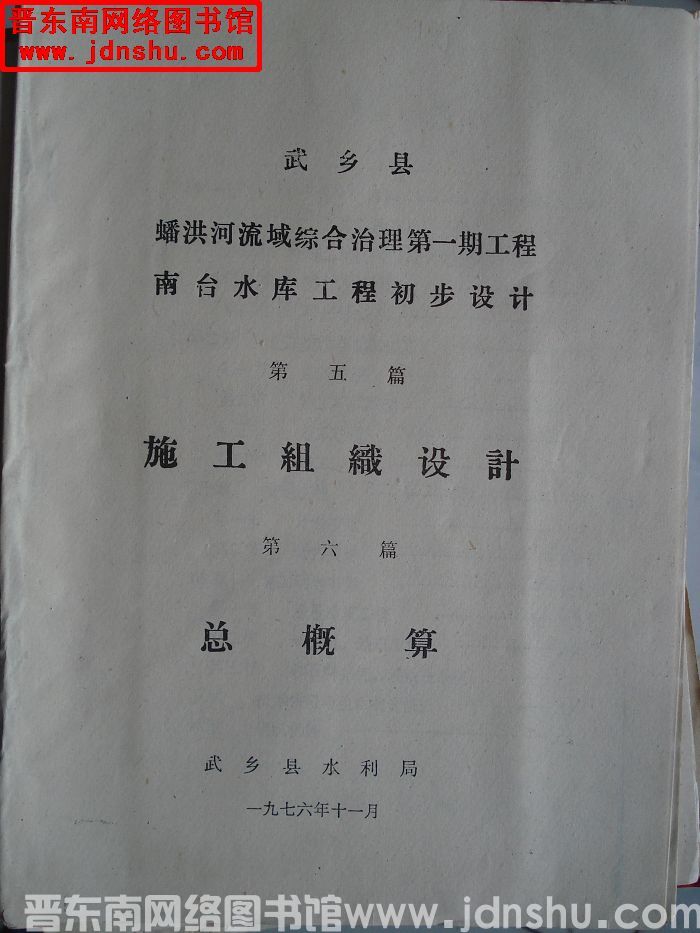 晋东南网络图书馆
www.jdnshu.com
武乡县
蟠洪河流域综合治理第一期工程
南台水库工程初步设计
第五篇
施工組織设計
第六篇
总概算
武乡县水利局
一九七六年十一月
晋东南网络图书馆www.jdnshu.com